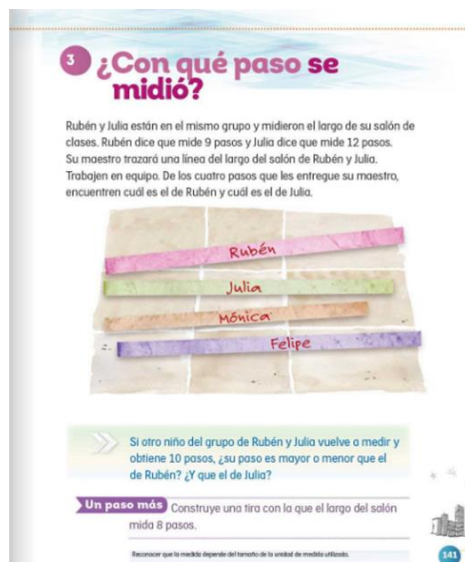 3 ¿Con qué paso se
midió?
Rubén y Julia están en el mismo grupo y midieron el largo de su salón de
clases. Rubén dice que mide 9 pasos y Julia dice que mide 12 pasos.
Su maestro trazará una línea del largo del salón de Rubén y Julia.
Trabajen en equipo. De los cuatro pasos que les entregue su maestro,
encuentren cuál es el de Rubén y cuál es el de Julia.
Rubén
Julia
Mónica
Felipe
Si otro niño del grupo de Rubén y Julia vuelve a medir y
obtiene 10 pasos, ¿su paso es mayor o menor que el
de Rubén? ¿Y que el de Julia?
Un paso más Construye una tira con la que el largo del salón
mida 8 pasos.
Reconocer que la medida depende del tamaño de la unidad de medida utilizada.
141